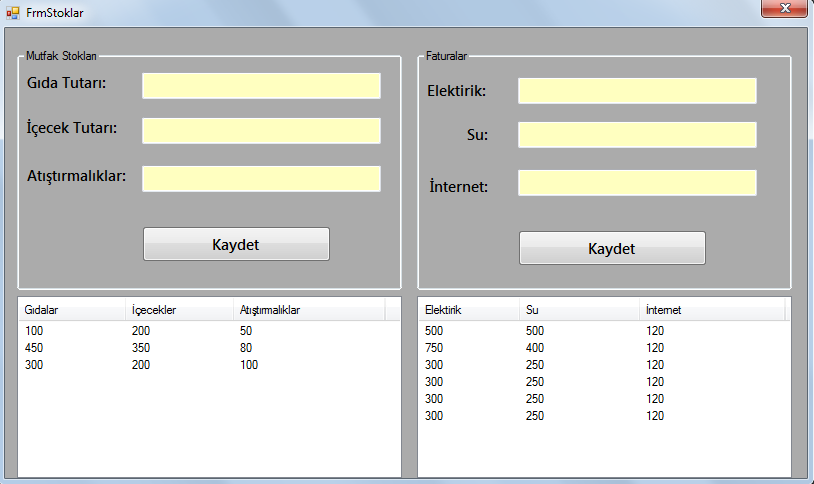 FrmStoklar
Mutfak Stokları
Gıda Tutarı:
İçecek Tutarı:
Atıştırmalıklar:
Kaydet
Faturalar
Elektirik:
Su:
İnternet:
Kaydet
Gıdalar İçecekler Atıştırmalıklar
100 200 50
450 350 80
300 200 100
Elektirik Su İnternet
500 500 120
750 400 120
300 250 120
300 250 120
300 250 120
300 250 120